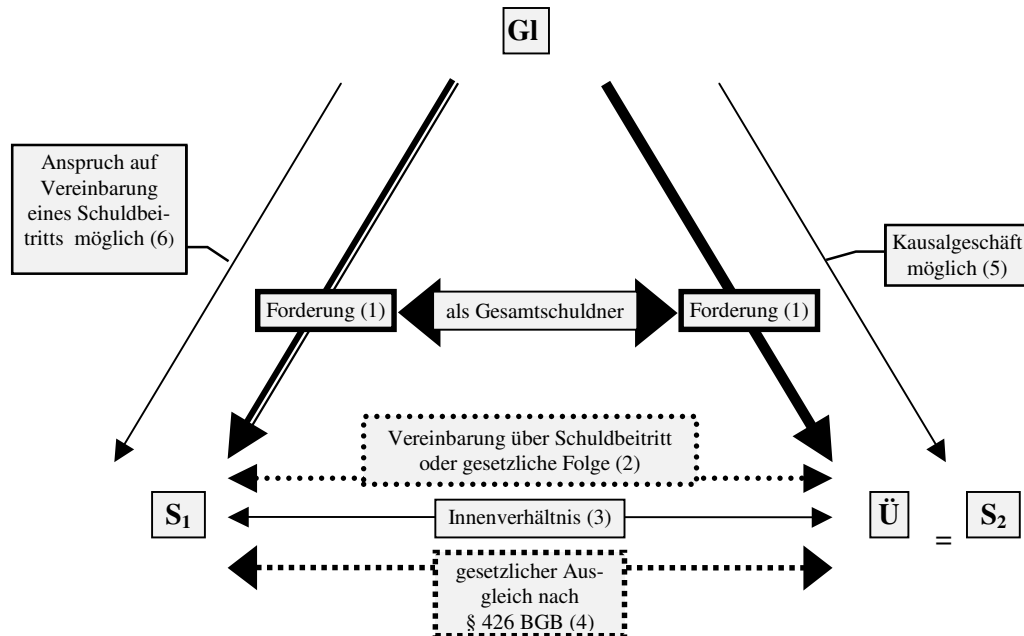 Gl
Anspruch auf
Vereinbarung
eines Schuldbei-
tritts möglich (6)
Kausalgeschäft
möglich (5)
Forderung (1)
als Gesamtschuldner
Forderung (1)
Vereinbarung über Schuldbeitritt
oder gesetzliche Folge (2)
S₁
Innenverhältnis (3)
Ü = S₂
gesetzlicher Aus-
gleich nach
§ 426 BGB (4)